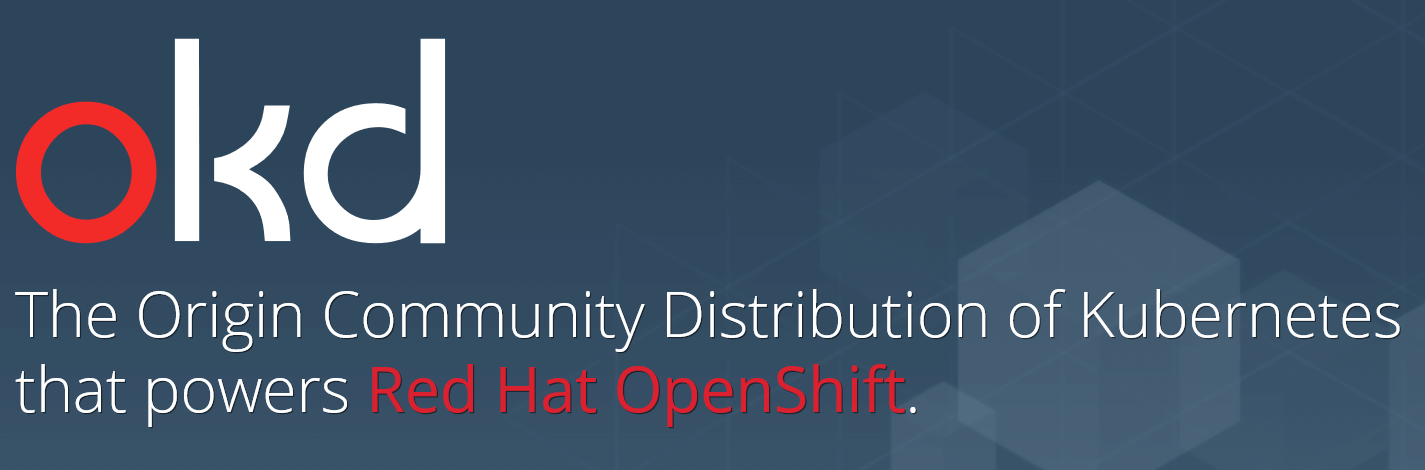 okd
The Origin Community Distribution of Kubernetes
that powers Red Hat OpenShift.